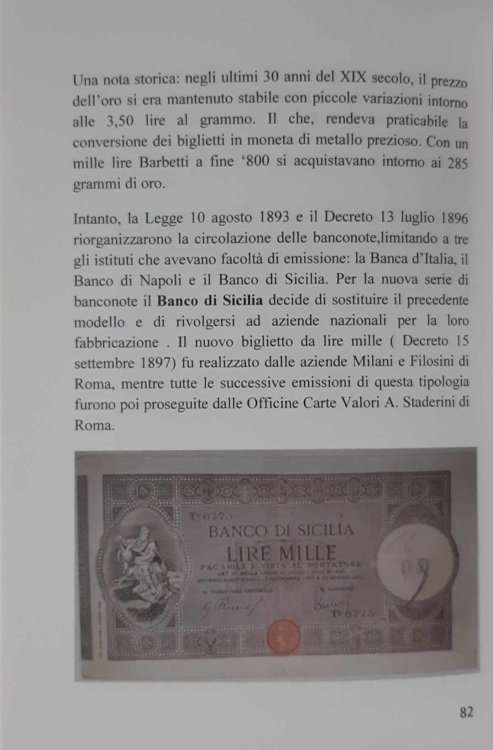 Una nota storica: negli ultimi 30 anni del XIX secolo, il prezzo
dell'oro si era mantenuto stabile con piccole variazioni intorno
alle 3,50 lire al grammo. Il che, rendeva praticabile la
conversione dei biglietti in moneta di metallo prezioso. Con un
mille lire Barbetti a fine '800 si acquistavano intorno ai 285
grammi di oro.
Intanto, la Legge 10 agosto 1893 e il Decreto 13 luglio 1896
riorganizzarono la circolazione delle banconote,limitando a tre
gli istituti che avevano facoltà di emissione: la Banca d'Italia, il
Banco di Napoli e il Banco di Sicilia. Per la nuova serie di
banconote il Banco di Sicilia decide di sostituire il precedente
modello e di rivolgersi ad aziende nazionali per la loro
fabbricazione . Il nuovo biglietto da lire mille ( Decreto 15
settembre 1897) fu realizzato dalle aziende Milani e Filosini di
Roma, mentre tutte le successive emissioni di questa tipologia
furono poi proseguite dalle Officine Carte Valori A. Staderini di
Roma.
BANCO DI SICILIA
LIRE MILLE
PAGABILI A VISTA AL PORTATORE
82